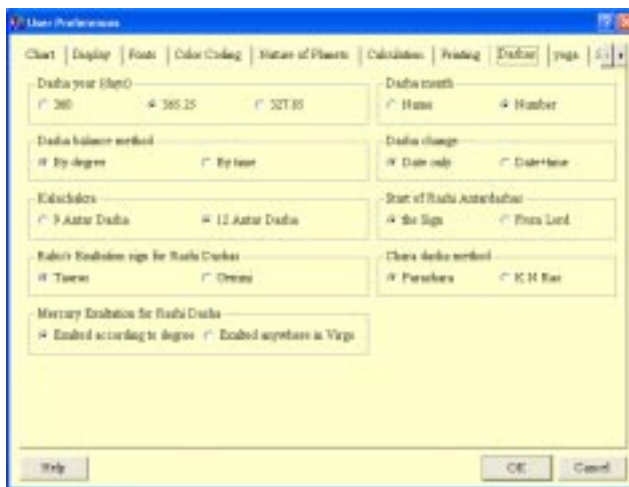 User Preferences
Chart Display Fonts Color Coding Nature of Planets Calculation Printing Dashas yoga
Dasha year (days)
360 365.25 327.85
Dasha month
Name Number
Dasha balance method
By degree By time
Dasha change
Date only Date+time
Kalachakra
9 Antar Dasha 12 Antar Dasha
Start of Rashi Antardashas
the Sign From Lord
Rahu's Exaltation sign for Rashi Dashas
Taurus Gemini
Chara dasha method
Parashara K.N Rao
Mercury Exaltation for Rashi Dasha
Exalted according to degree Exalted anywhere in Virgo
Help OK Cancel